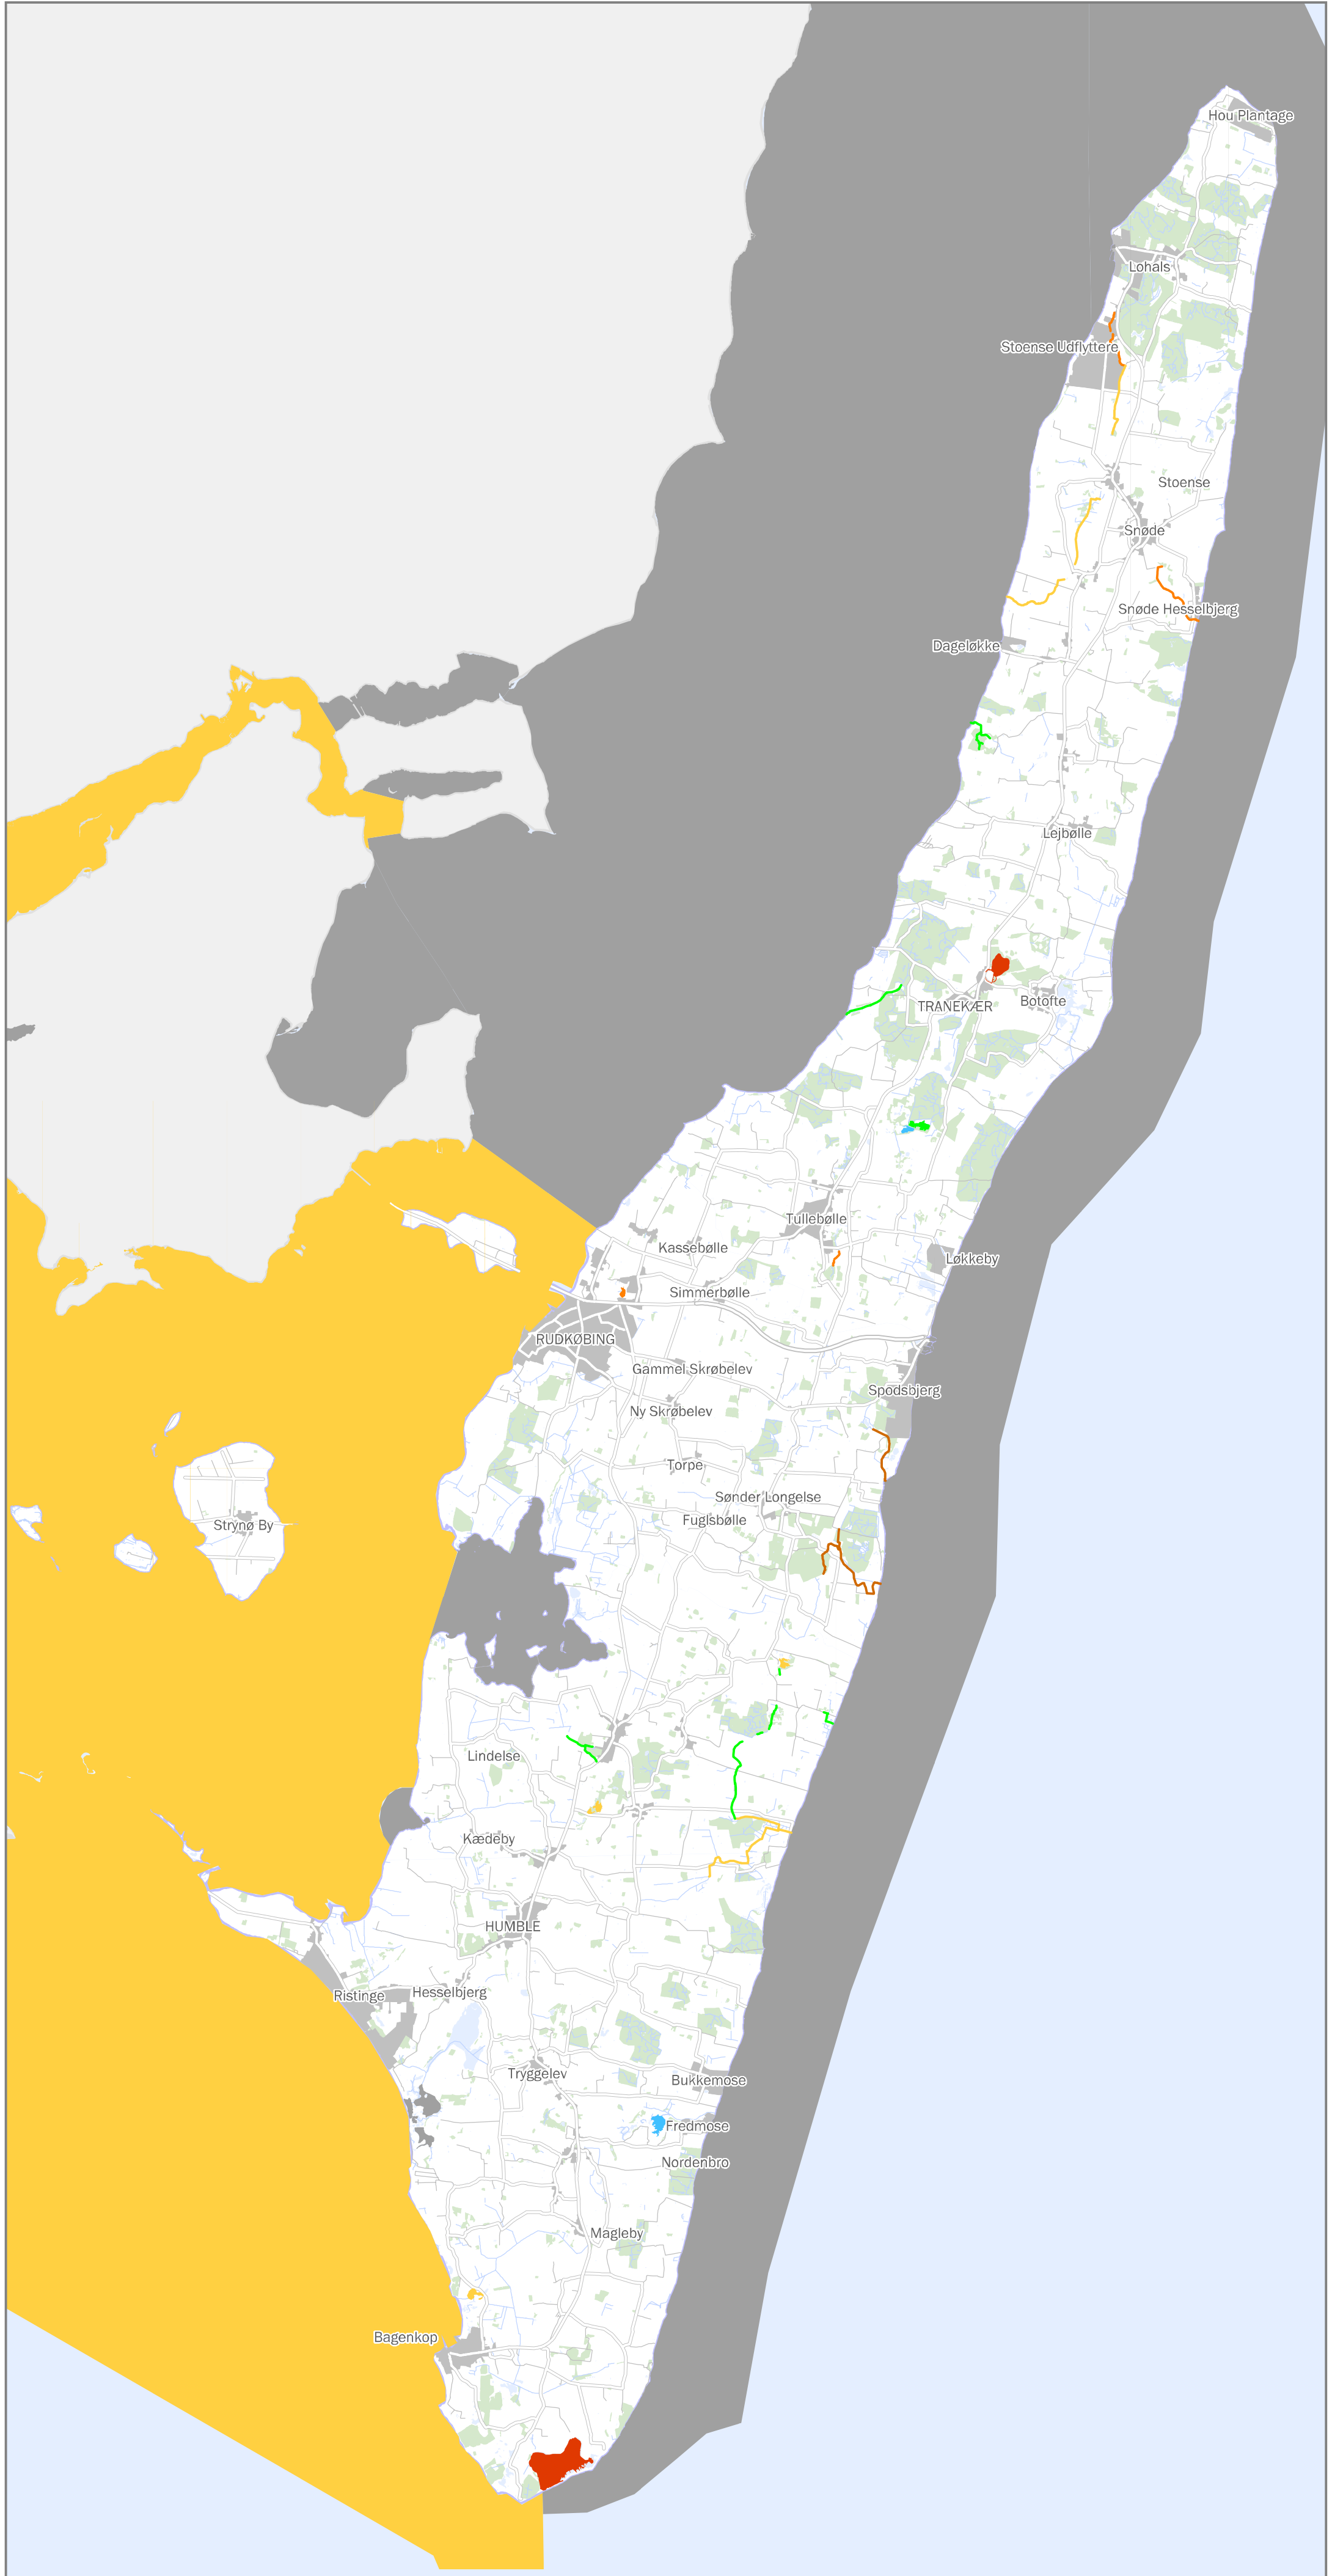 Hou Plantage
Lohals
Stoense Udflyttere
Stoense
Snøde
Snøde Hesselbjerg
Dageløkke
Lejbølle
TRANEKÆR
Botofte
Tullebølle
Kassebølle
Løkkeby
Simmerbølle
RUDKØBING
Gammel Skrøbelev
Spodsbjerg
Ny Skrøbelev
Torpe
Sønder Longelse
Fuglsbølle
Strynø By
Lindelse
Kædeby
HUMBLE
Ristinge
Hesselbjerg
Tryggelev
Bukkemose
Fredmose
Nordenbro
Magleby
Bagenkop